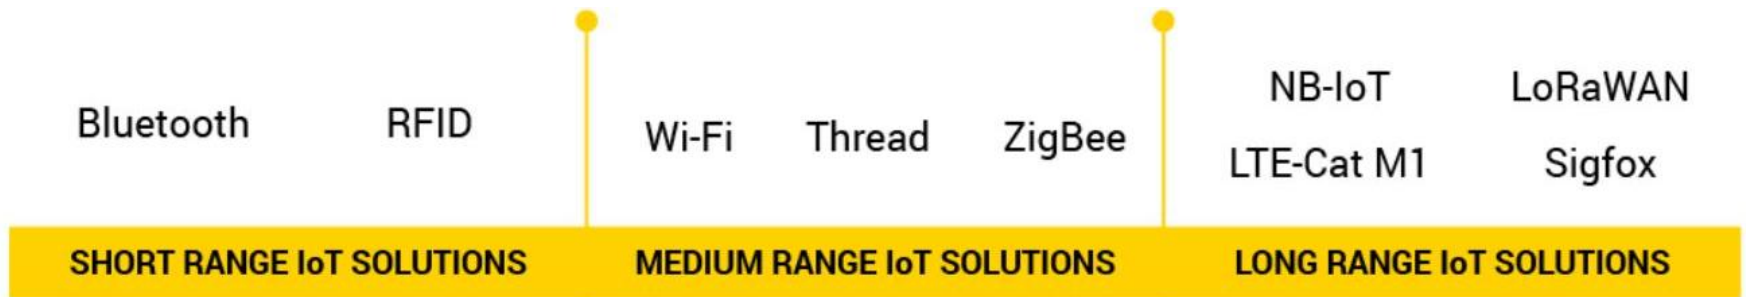 Bluetooth RFID
Wi-Fi Thread ZigBee
NB-IoT LoRaWAN
LTE-Cat M1 Sigfox
SHORT RANGE IoT SOLUTIONS
MEDIUM RANGE IoT SOLUTIONS
LONG RANGE IoT SOLUTIONS